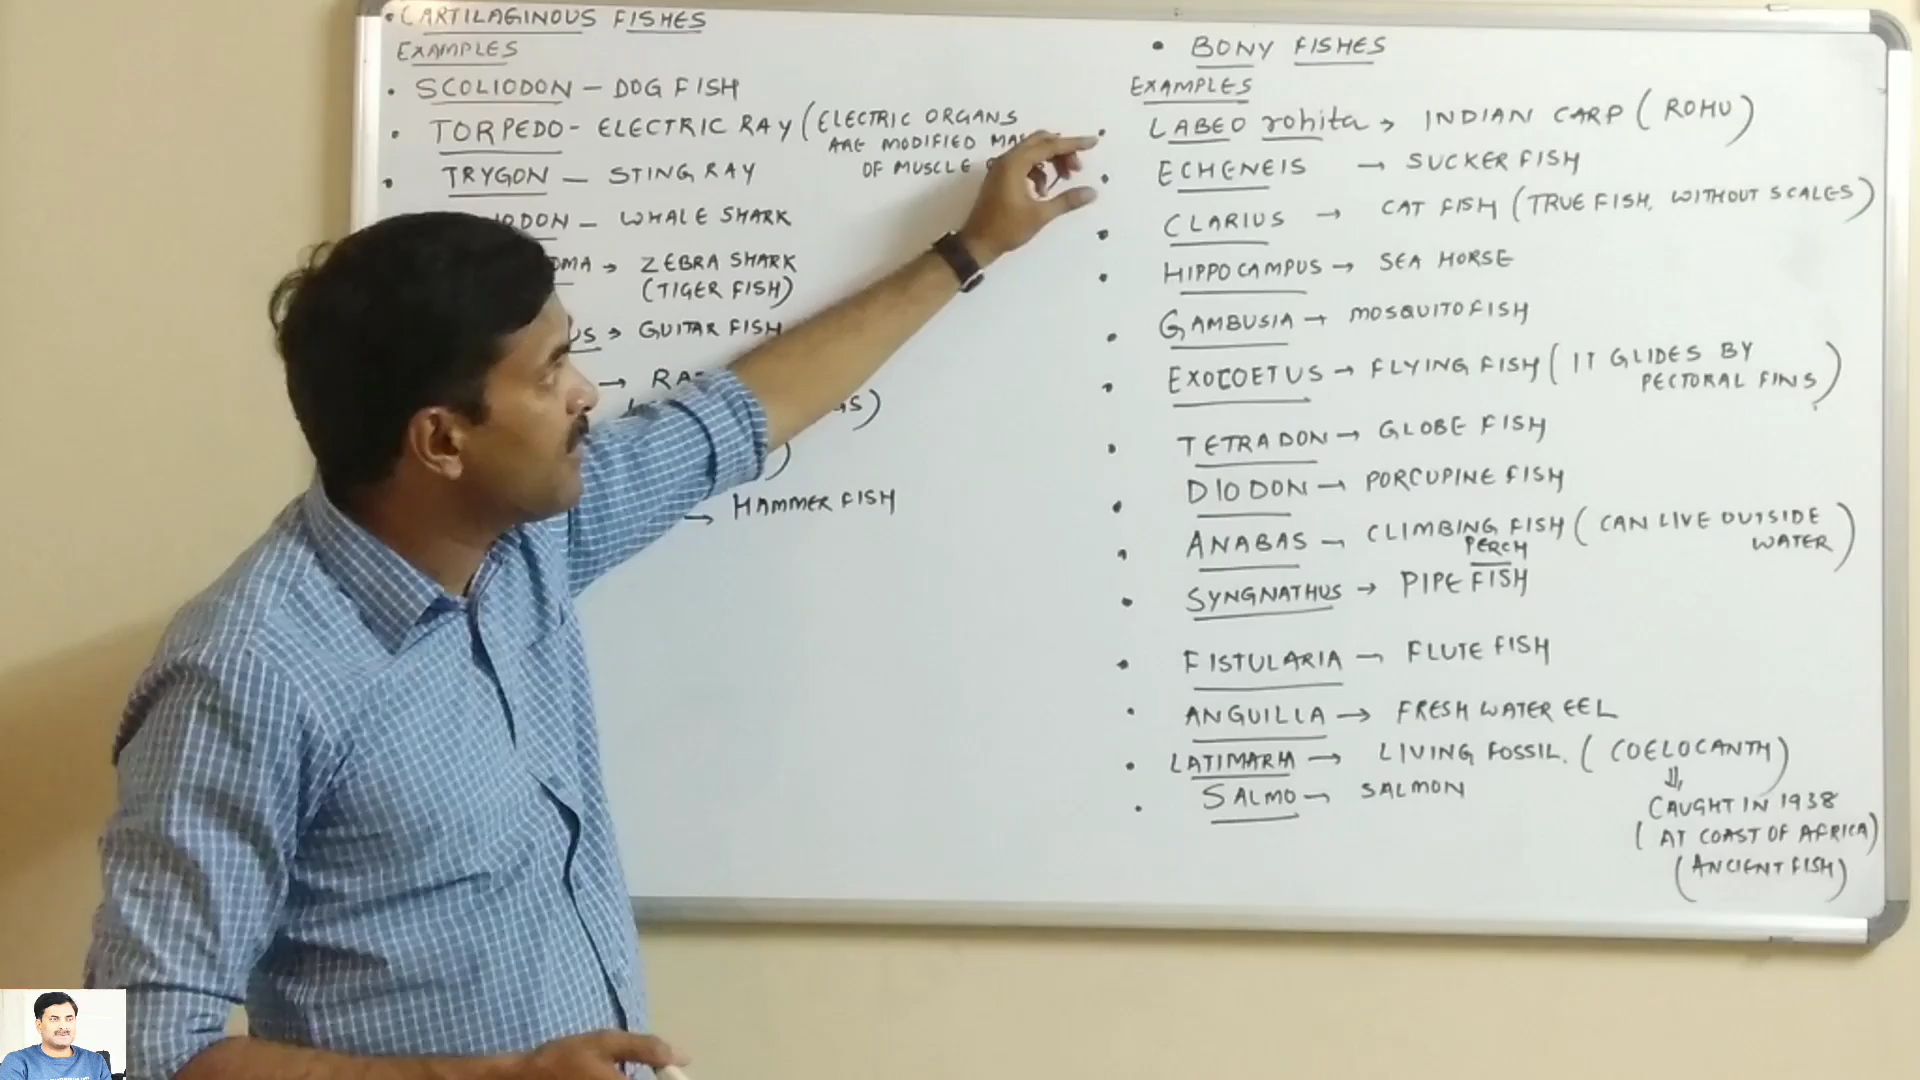 • CARTILAGINOUS FISHES
EXAMPLES
• SCOLIODON – DOG FISH
• TORPEDO - ELECTRIC RAY (ELECTRIC ORGANS
ARE MODIFIED
OF MUSCLE
• TRYGON – STING RAY
– WHALE SHARK
→ ZEBRA SHARK
(TIGER FISH)
→ GUITAR FISH
→
→ HAMMER FISH
• BONY FISHES
EXAMPLES
• LABEO rohita → INDIAN CARP (ROHU)
• ECHENEIS → SUCKER FISH
• CLARIUS → CAT FISH (TRUE FISH, WITHOUT SCALES)
• HIPPOCAMPUS → SEA HORSE
• GAMBUSIA → MOSQUITOFISH
• EXOCOETUS → FLYING FISH (IT GLIDES BY
PECTORAL FINS)
• TETRADON → GLOBE FISH
• DIODON → PORCUPINE FISH
• ANABAS → CLIMBING FISH (CAN LIVE OUTSIDE
PERCH WATER)
• SYNGNATHUS → PIPE FISH
• FISTULARIA → FLUTE FISH
• ANGUILLA → FRESH WATER EEL
• LATIMARIA → LIVING FOSSIL. (COELOCANTH)
⇓
• SALMO → SALMON
CAUGHT IN 1938
(AT COAST OF AFRICA)
(ANCIENT FISH)